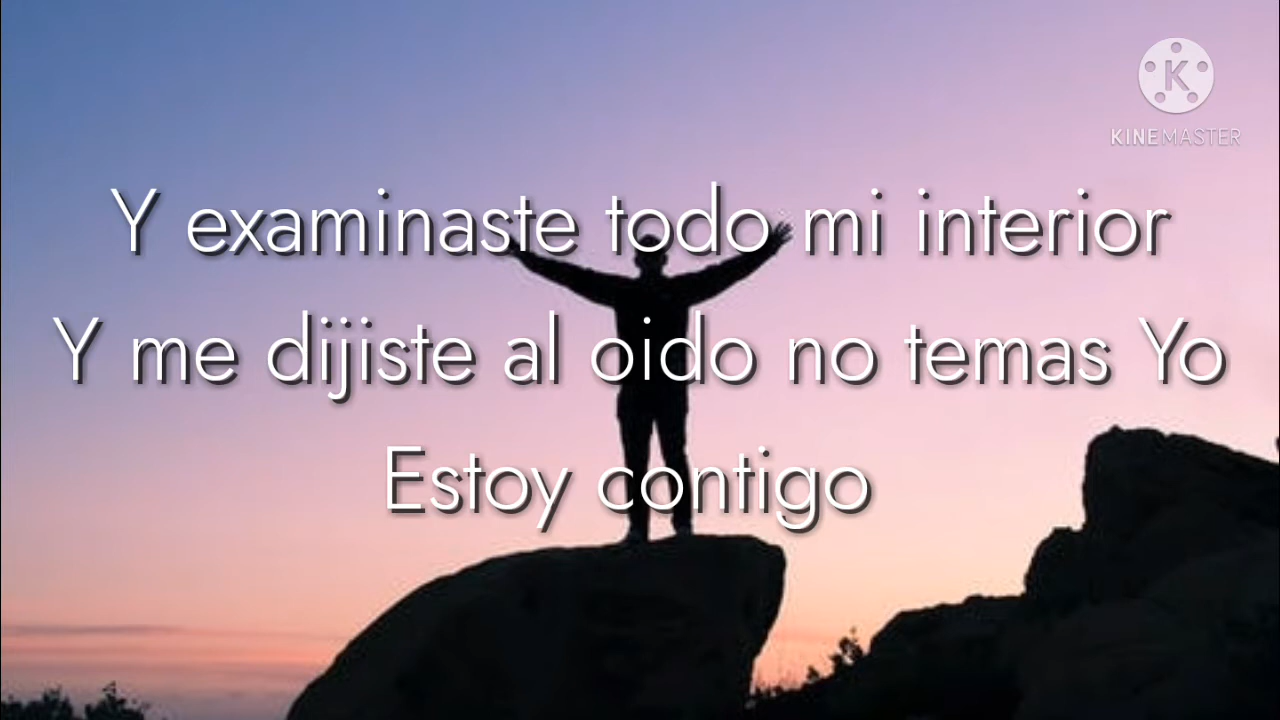 KINEMASTER
Y examinaste todo mi interior
Y me dijiste al oido no temas Yo
Estoy contigo